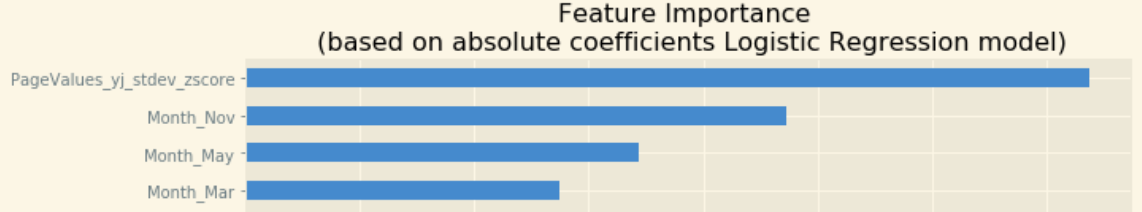 Feature Importance
(based on absolute coefficients Logistic Regression model)
PageValues_yj_stdev_zscore
Month_Nov
Month_May
Month_Mar